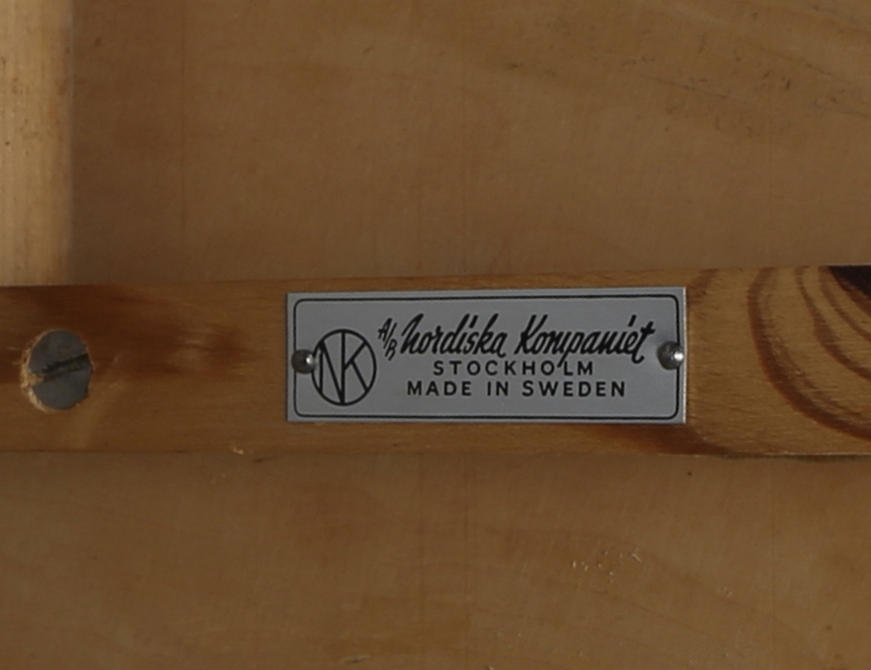 NK
A/B Nordiska Kompaniet
STOCKHOLM
MADE IN SWEDEN